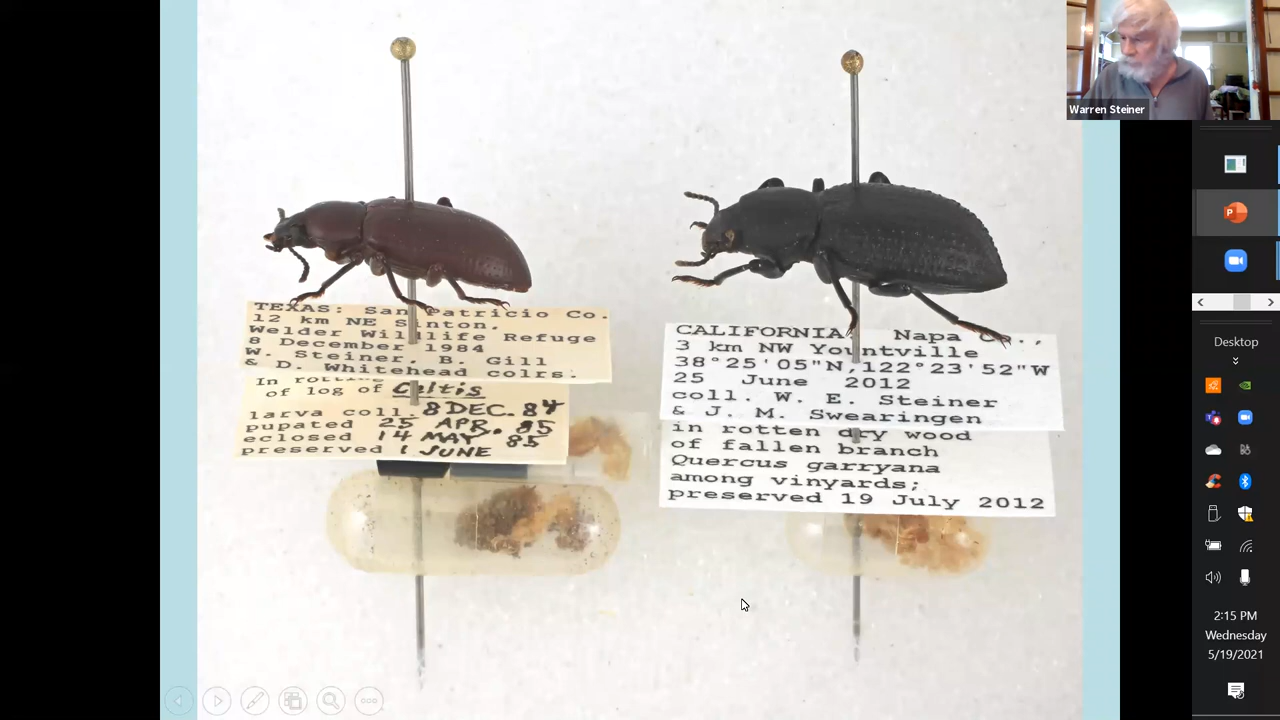 Warren Steiner
TEXAS: San Patricio Co.
12 km NE Sinton,
Welder Wildlife Refuge
8 December 1984
W. Steiner, B. Gill
& D. Whitehead colrs.
In
of log of Celtis
larva coll. 8 DEC. 84
pupated 25 APR. 85
eclosed 14 MAY 85
preserved 1 JUNE
CALIFORNIA: Napa Co.,
3 km NW Yountville
38°25'05"N,122°23'52"W
25 June 2012
coll. W. E. Steiner
& J. M. Swearingen
in rotten dry wood
of fallen branch
Quercus garryana
among vinyards;
preserved 19 July 2012
Desktop
2:15 PM
Wednesday
5/19/2021